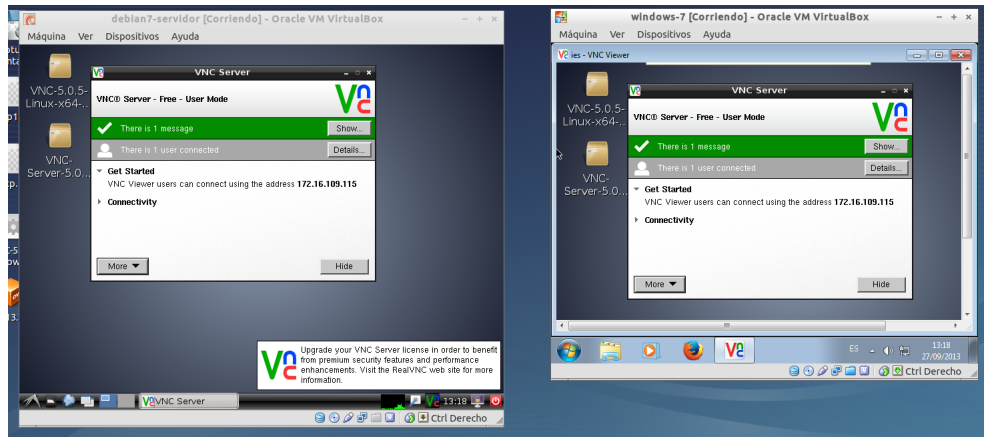 debian7-servidor [Corriendo] - Oracle VM VirtualBox
Máquina Ver Dispositivos Ayuda
VNC-5.0.5-
Linux-x64-...
VNC-
Server-5.0...
VNC Server
VNC® Server - Free - User Mode
There is 1 message
Show...
There is 1 user connected
Details...
Get Started
VNC Viewer users can connect using the address 172.16.109.115
Connectivity
More
Hide
Upgrade your VNC Server license in order to benefit
from premium security features and performance
enhancements. Visit the RealVNC web site for more
information.
VNC Server
13:18
Ctrl Derecho
windows-7 [Corriendo] - Oracle VM VirtualBox
Máquina Ver Dispositivos Ayuda
ies - VNC Viewer
VNC-5.0.5-
Linux-x64-...
VNC-
Server-5.0...
VNC Server
VNC® Server - Free - User Mode
There is 1 message
Show...
There is 1 user connected
Details...
Get Started
VNC Viewer users can connect using the address 172.16.109.115
Connectivity
More
Hide
ES
13:18
27/09/2013
Ctrl Derecho